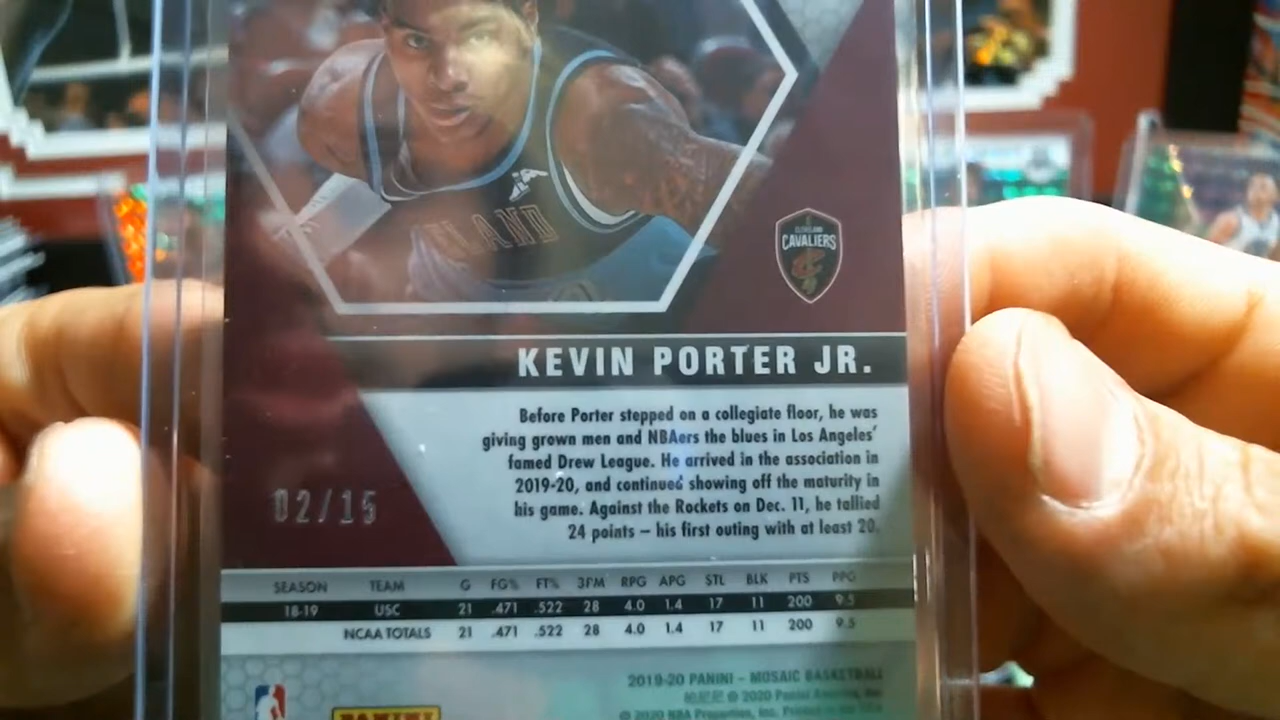 AND
CLEVELAND
CAVALIERS
KEVIN PORTER JR.
Before Porter stepped on a collegiate floor, he was
giving grown men and NBAers the blues in Los Angeles'
famed Drew League. He arrived in the association in
2019-20, and continued showing off the maturity in
his game. Against the Rockets on Dec. 11, he tallied
24 points – his first outing with at least 20.
02/15
SEASON TEAM G FG% FT% 3PM RPG APG STL BLK PTS PPG
18-19 USC 21 .471 .522 28 4.0 1.4 17 11 200 9.5
NCAA TOTALS 21 .471 .522 28 4.0 1.4 17 11 200 9.5
2019-20 PANINI – MOSAIC BASKETBALL
© 2020 Panini America, Inc.
© 2020 NBA Properties, Inc. Printed in the USA
PANINI